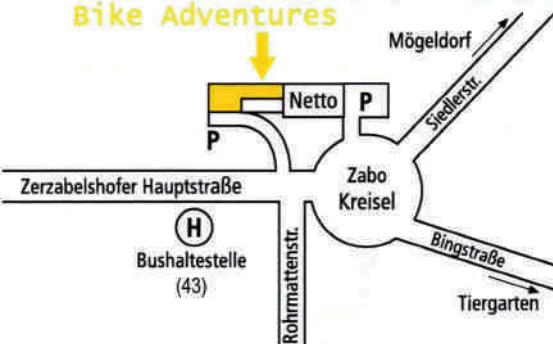 Bike Adventures
Mögeldorf
Siedlerstr.
Netto
P
P
Zerzabelshofer Hauptstraße
Zabo
Kreisel
H
Bushaltestelle
(43)
Rohrmattenstr.
Bingstraße
Tiergarten